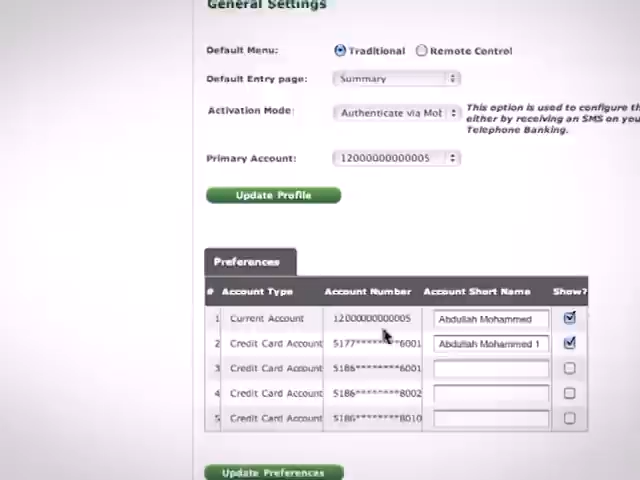 General Settings
Default Menu: Traditional Remote Control
Default Entry page: Summary
Activation Mode: Authenticate via Mob This option is used to configure th
either by receiving an SMS on you
Telephone Banking.
Primary Account: 12000000000005
Update Profile
Preferences
# Account Type Account Number Account Short Name Show?
1 Current Account 12000000000005 Abdullah Mohammed
2 Credit Card Account 5177********6001 Abdullah Mohammed 1
3 Credit Card Account 5186********6001
4 Credit Card Account 5186********8002
5 Credit Card Account 5186********8010
Update Preferences